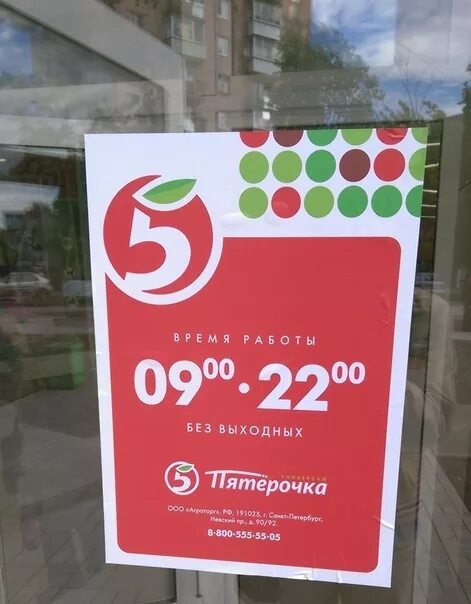 5
ВРЕМЯ РАБОТЫ
09⁰⁰ · 22⁰⁰
БЕЗ ВЫХОДНЫХ
УНИВЕРСАМ
5 Пятёрочка
ООО «Агроторг». РФ, 191025, г. Санкт-Петербург,
Невский пр., д. 90/92.
8-800-555-55-05